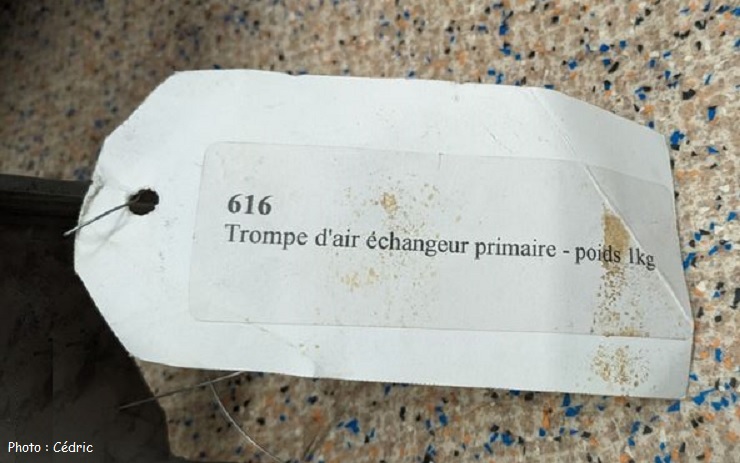 616
Trompe d'air échangeur primaire - poids 1kg
Photo : Cédric